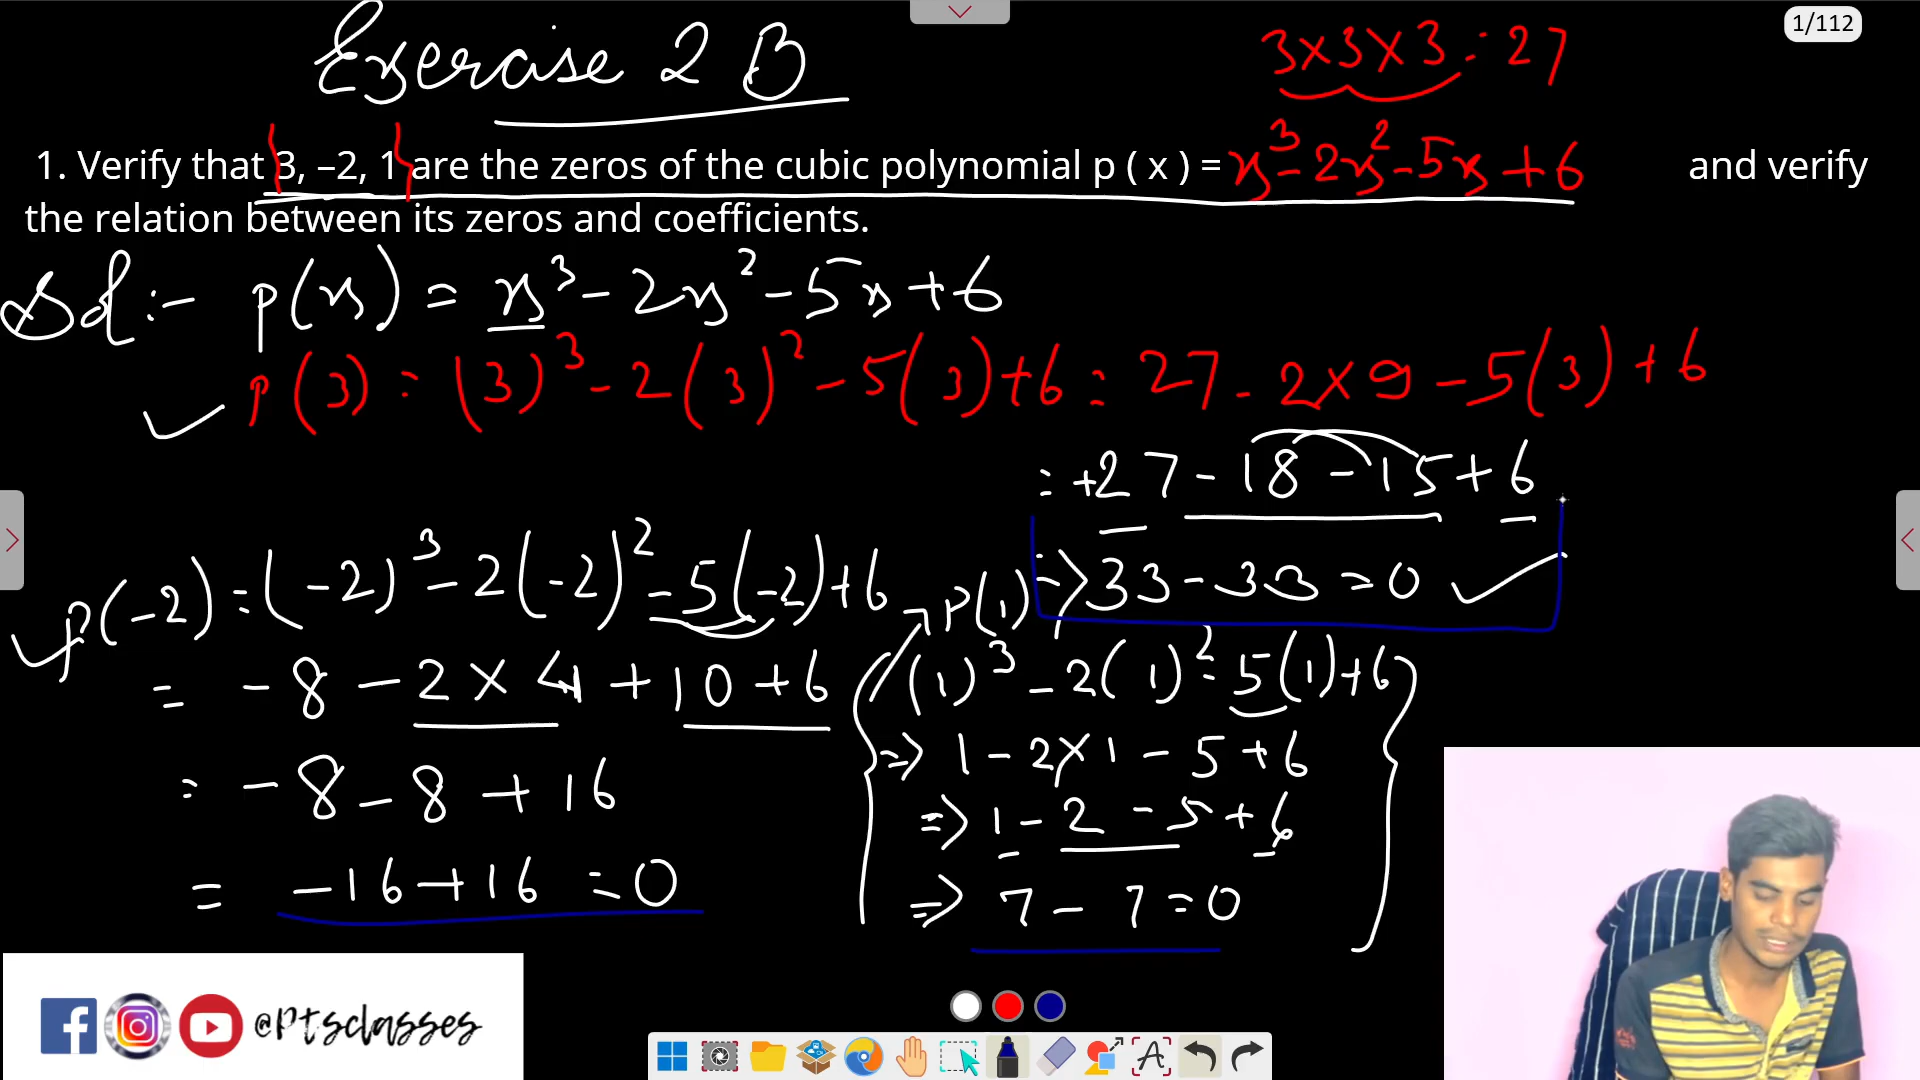 Exercise 2 B
3×3×3=27
1/112
1. Verify that 3, –2, 1 are the zeros of the cubic polynomial p ( x ) = x³-2x²-5x+6 and verify
the relation between its zeros and coefficients.
Sol:- p(x) = x³-2x²-5x+6
p(3) = (3)³-2(3)²-5(3)+6 = 27-2×9-5(3)+6
= +27-18-15+6
=> 33-33=0
p(-2) = (-2)³-2(-2)²-5(-2)+6
= -8-2×4+10+6
= -8-8+16
= -16+16=0
P(1) =>
(1)³-2(1)²-5(1)+6
=> 1-2×1-5+6
=> 1-2-5+6
=> 7-7=0
@Ptsclasses